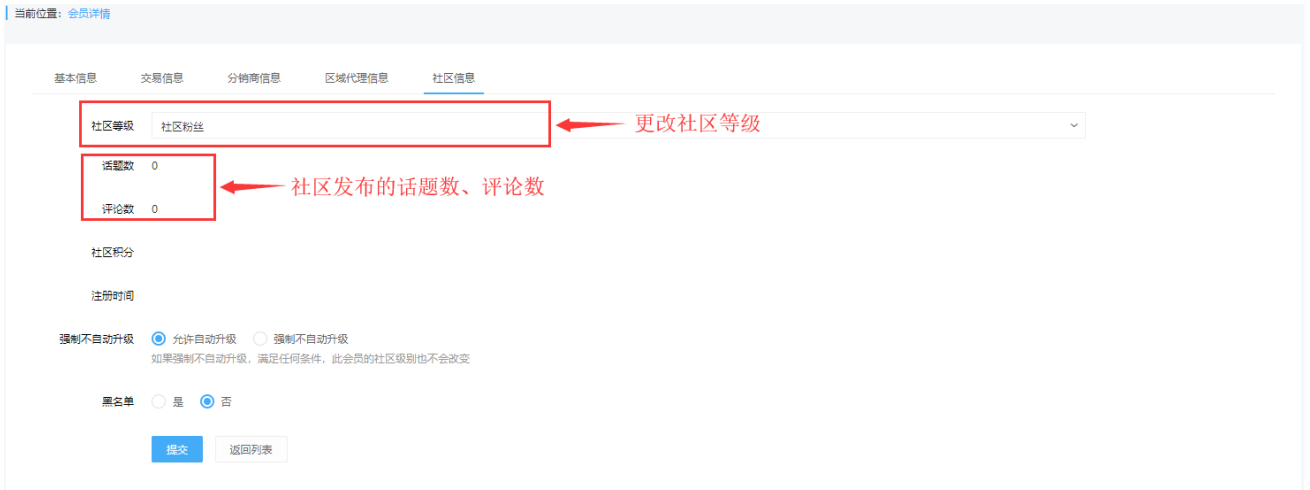 当前位置：会员详情
基本信息 交易信息 分销商信息 区域代理信息 社区信息
社区等级 社区粉丝 更改社区等级
话题数 0
社区发布的话题数、评论数
评论数 0
社区积分
注册时间
强制不自动升级 允许自动升级 强制不自动升级
如果强制不自动升级，满足任何条件，此会员的社区级别也不会改变
黑名单 是 否
提交 返回列表